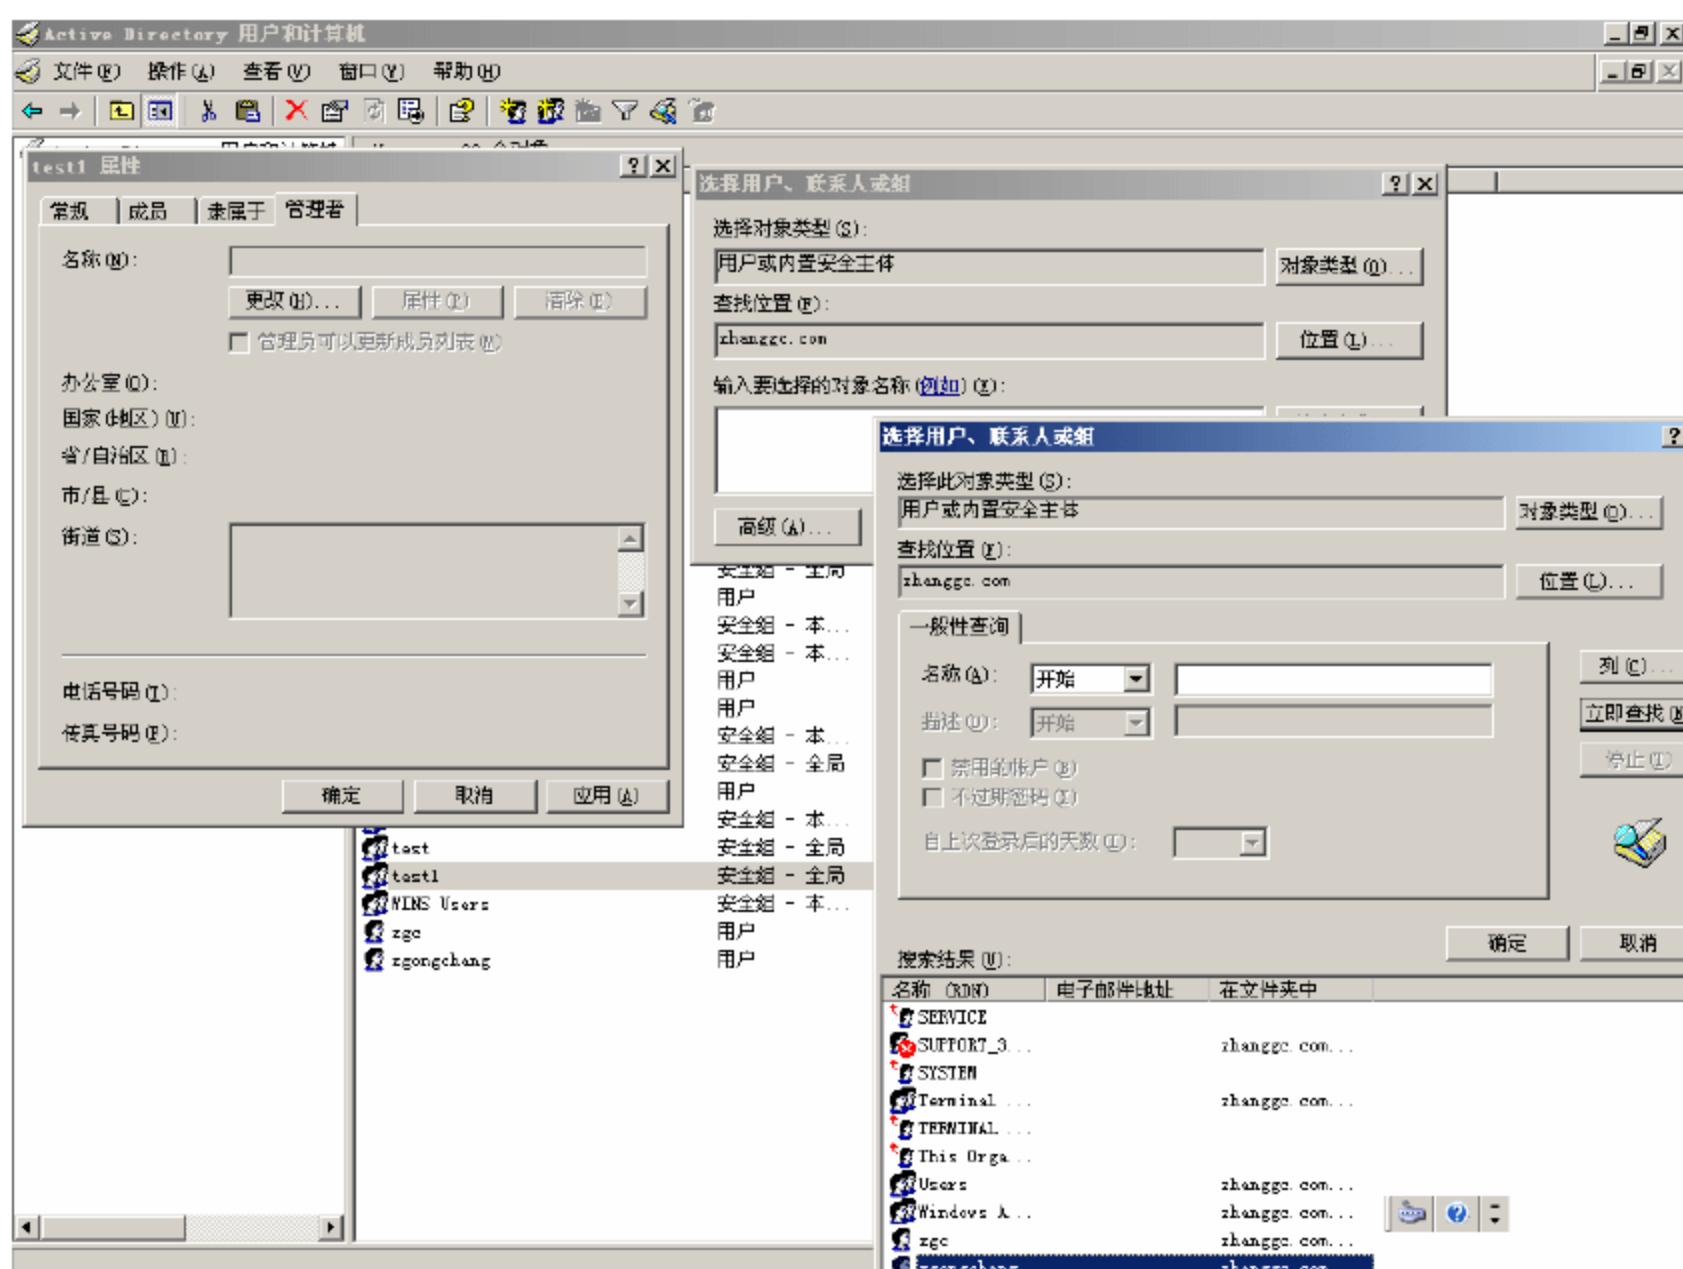 Active Directory 用户和计算机
文件(F) 操作(A) 查看(V) 窗口(W) 帮助(H)
test1 属性
常规 成员 隶属于 管理者
名称(N):
更改(H)... 属性(P) 清除(E)
管理员可以更新成员列表(M)
办公室(O):
国家(地区)(U):
省/自治区(R):
市/县(C):
街道(S):
电话号码(T):
传真号码(F):
确定 取消 应用(A)
选择用户、联系人或组
选择对象类型(S):
用户或内置安全主体 对象类型(O)...
查找位置(F):
zhanggc.com 位置(L)...
输入要选择的对象名称(例如)(E):
高级(A)...
安全组 - 全局
用户
安全组 - 本...
安全组 - 本...
用户
用户
安全组 - 本...
安全组 - 全局
用户
安全组 - 本...
test 安全组 - 全局
test1 安全组 - 全局
WINS Users 安全组 - 本...
zgc 用户
zgongchang 用户
选择用户、联系人或组
选择此对象类型(S):
用户或内置安全主体 对象类型(O)...
查找位置(F):
zhanggc.com 位置(L)...
一般性查询
名称(A): 开始
描述(D): 开始
禁用的帐户(B)
不过期密码(X)
自上次登录后的天数(I):
列(C)...
立即查找(N
停止(T)
确定 取消
搜索结果(U):
名称 (RDN) 电子邮件地址 在文件夹中
SERVICE
SUPPORT_3... zhanggc.com...
SYSTEM
Terminal ... zhanggc.com...
TERMINAL ...
This Orga...
Users zhanggc.com...
Windows A... zhanggc.com...
zgc zhanggc.com...
zgongchang zhanggc.com